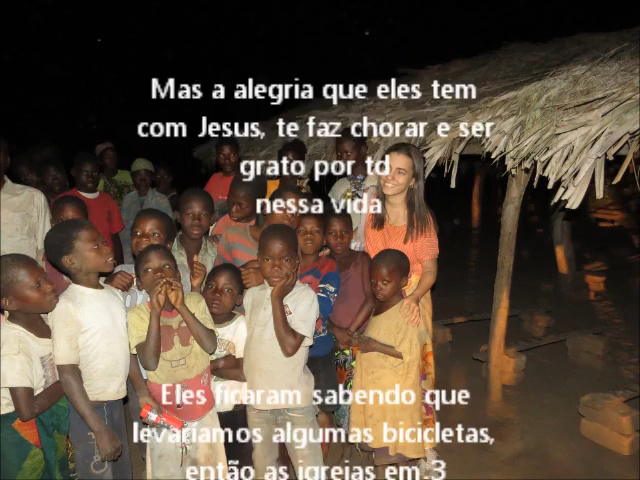 Mas a alegria que eles tem
com Jesus, te faz chorar e ser
grato por td
nessa vida
Eles ficaram sabendo que
levaríamos algumas bicicletas,
então as igrejas em 3